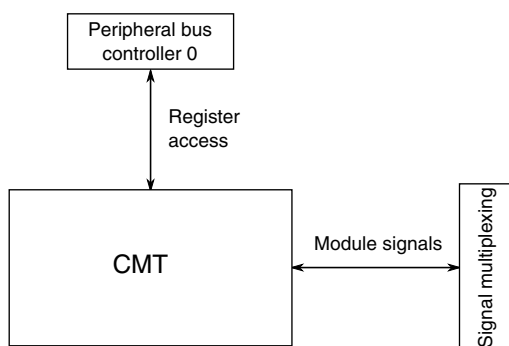 Peripheral bus
controller 0
Register
access
CMT
Module signals
Signal multiplexing